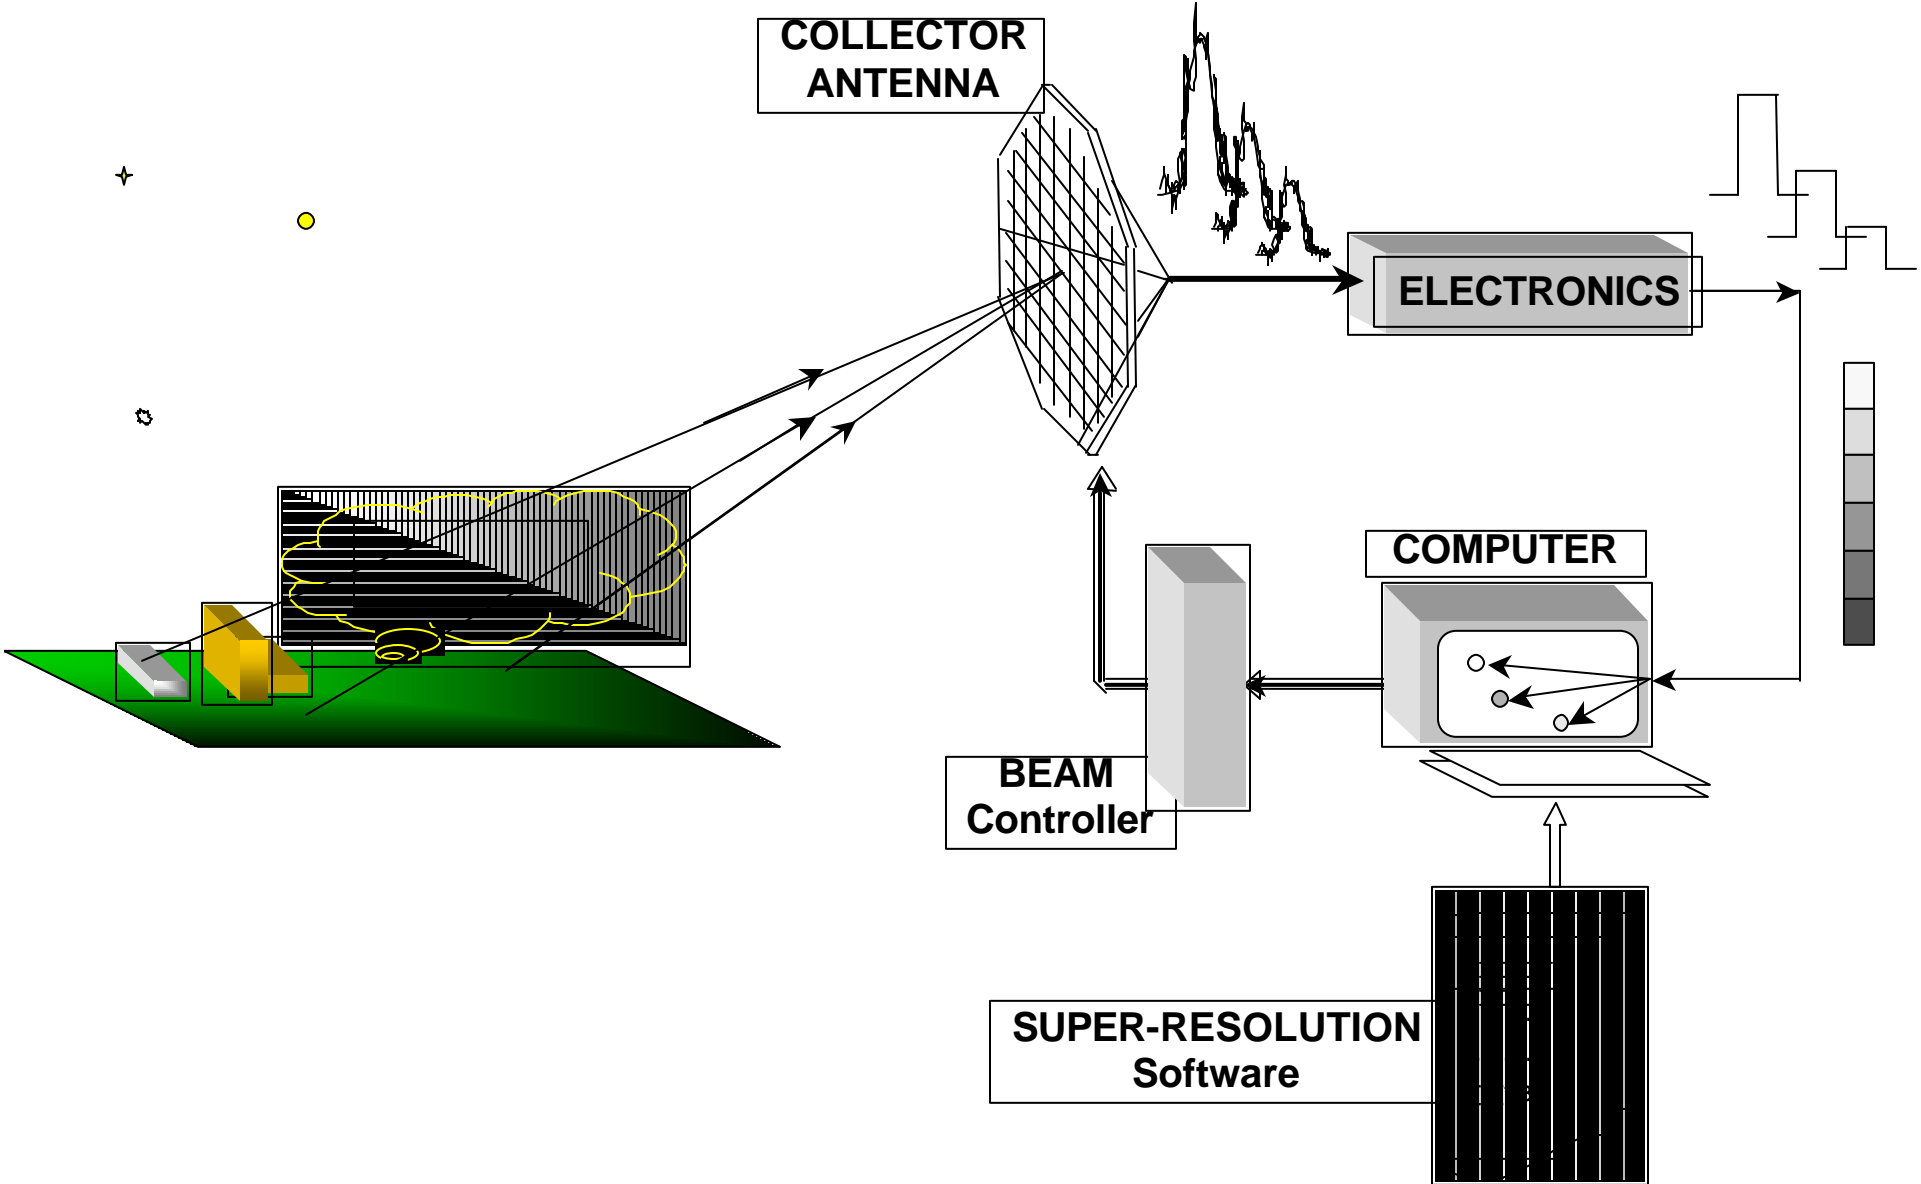 COLLECTOR
ANTENNA
ELECTRONICS
COMPUTER
BEAM
Controller
SUPER-RESOLUTION
Software